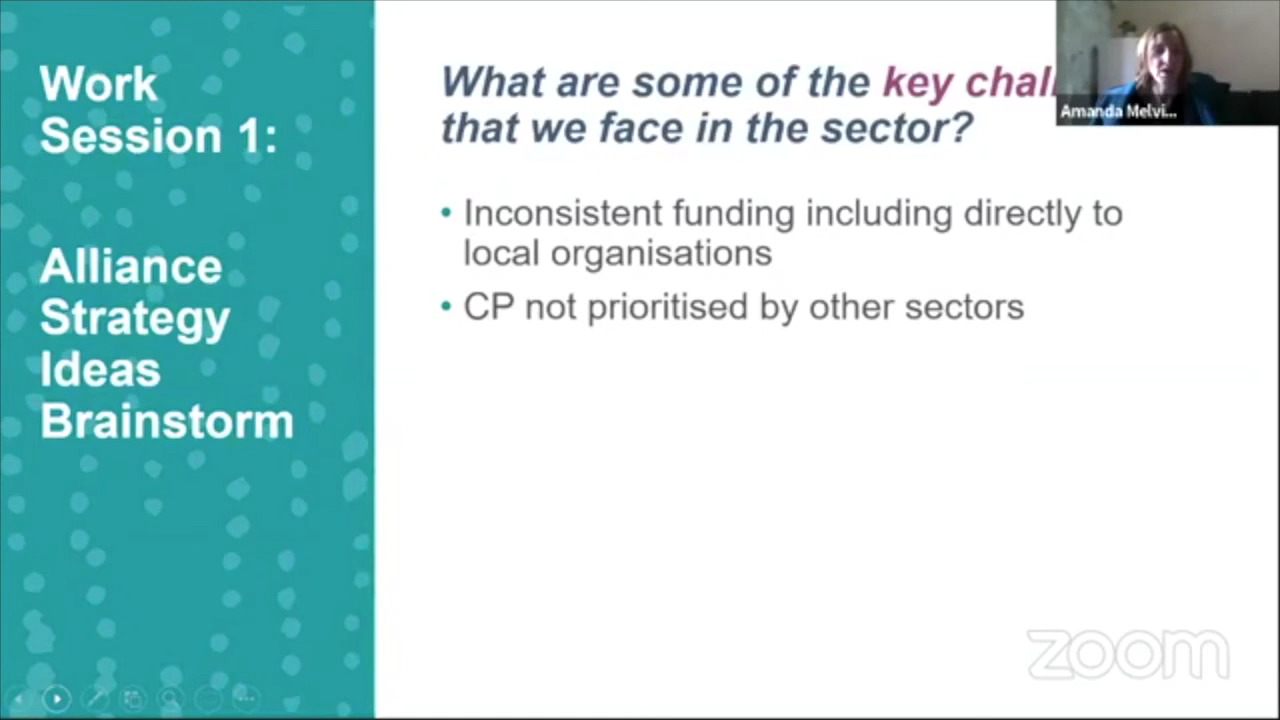 Work
Session 1:
Alliance
Strategy
Ideas
Brainstorm
What are some of the key
that we face in the sector?
• Inconsistent funding including directly to
local organisations
• CP not prioritised by other sectors
Amanda Melvi...
zoom